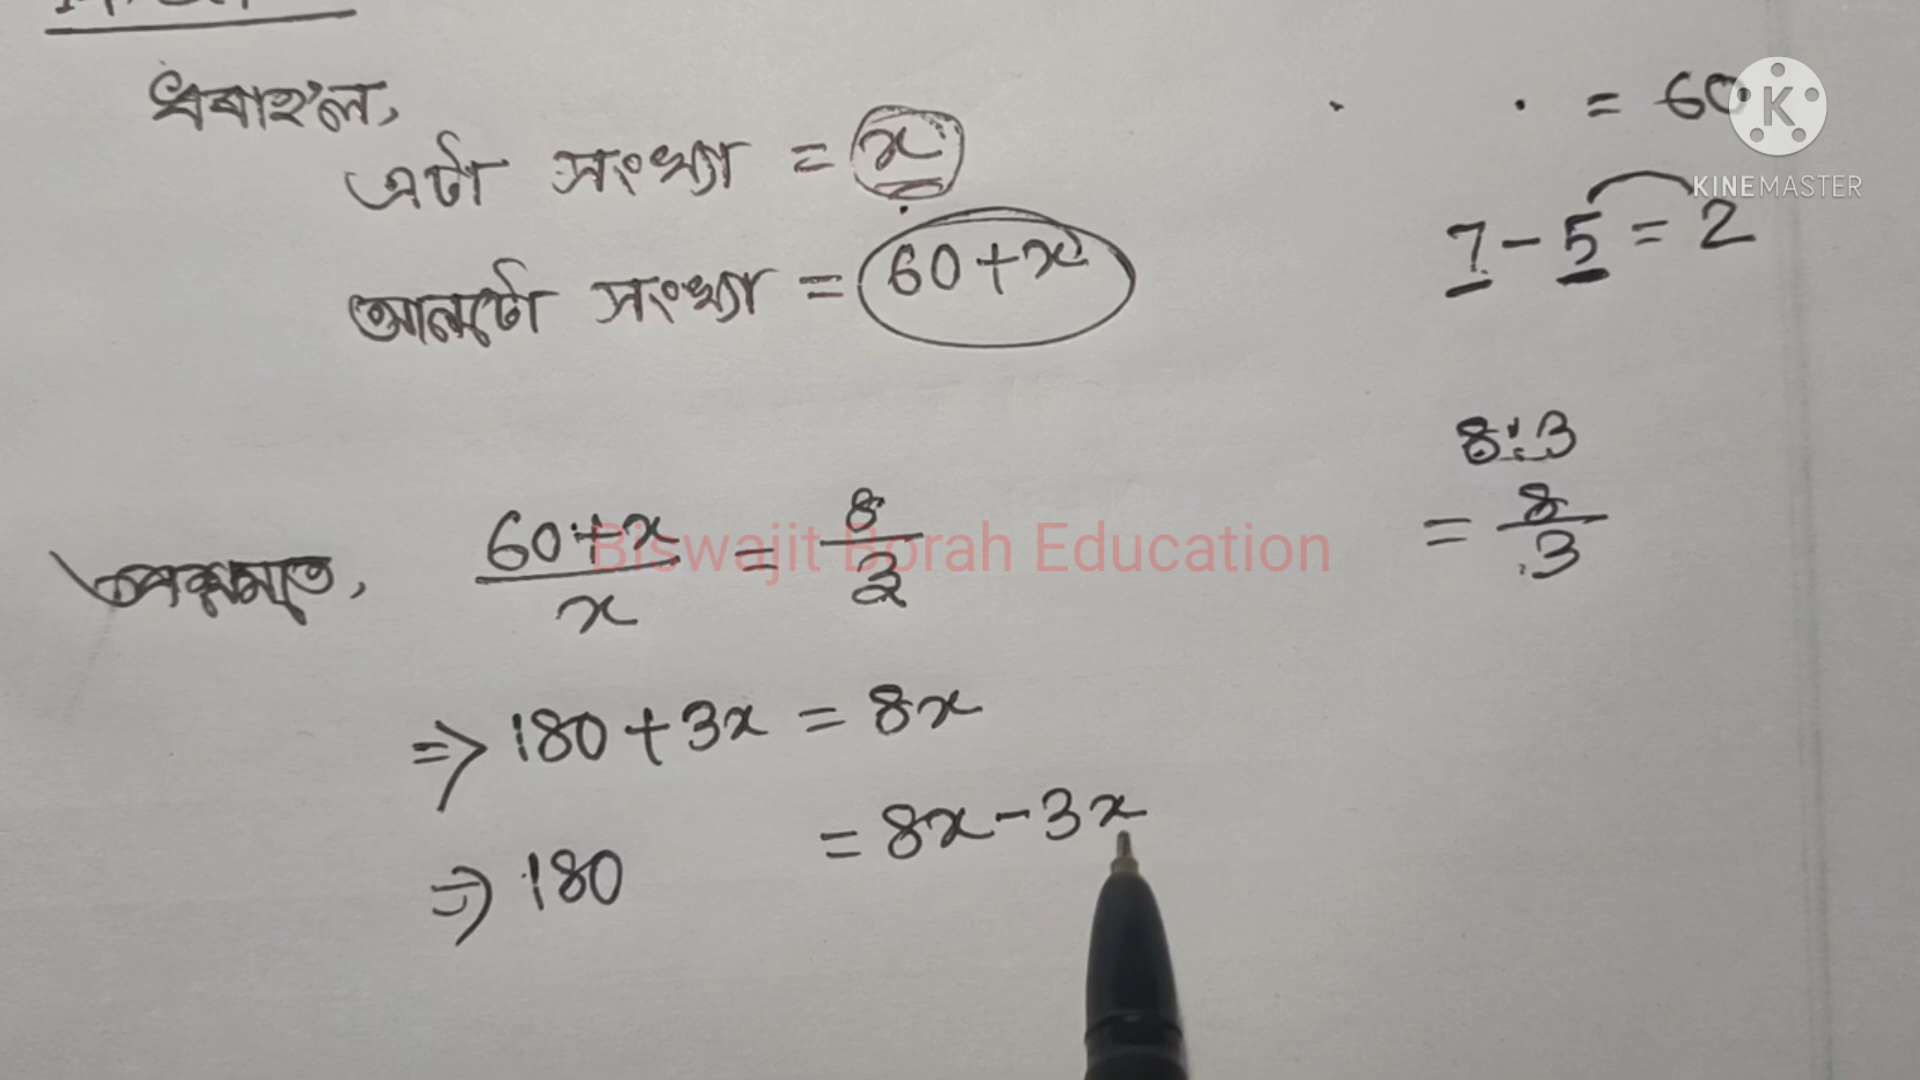 ধৰাহ'ল,
এটা সংখ্যা = x
আনটো সংখ্যা = 60+x
= 60
KINEMASTER
7 - 5 = 2
8:3
= 8/3
প্ৰশ্নমতে, 60+x/x = 8/3
Biswajit Borah Education
⇒ 180 + 3x = 8x
⇒ 180 = 8x - 3x